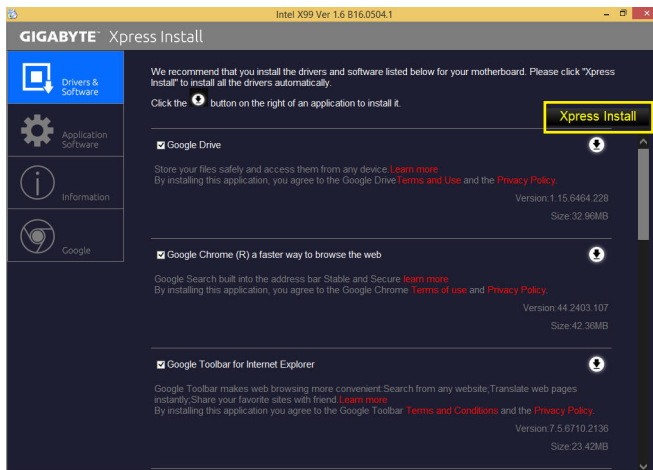 Intel X99 Ver 1.6 B16.0504.1
GIGABYTE™ Xpress Install
Drivers &
Software
Application
Software
Information
Google
We recommend that you install the drivers and software listed below for your motherboard. Please click "Xpress
Install" to install all the drivers automatically.
Click the button on the right of an application to install it.
Xpress Install
Google Drive
Store your files safely and access them from any device.Learn more
By installing this application, you agree to the Google DriveTerms and Use and the Privacy Policy.
Version:1.15.6464.228
Size:32.96MB
Google Chrome (R) a faster way to browse the web
Google Search built into the address bar Stable and Secure learn more
By installing this application, you agree to the Google Chrome Terms of use and Privacy Policy.
Version:44.2403.107
Size:42.36MB
Google Toolbar for Internet Explorer
Google Toolbar makes web browsing more convenient.Search from any website;Translate web pages
instantly;Share your favorite sites with friend.Learn more
By installing this application you agree to the Google Toolbar Terms and Conditions and the Privacy Policy.
Version:7.5.6710.2136
Size:23.42MB